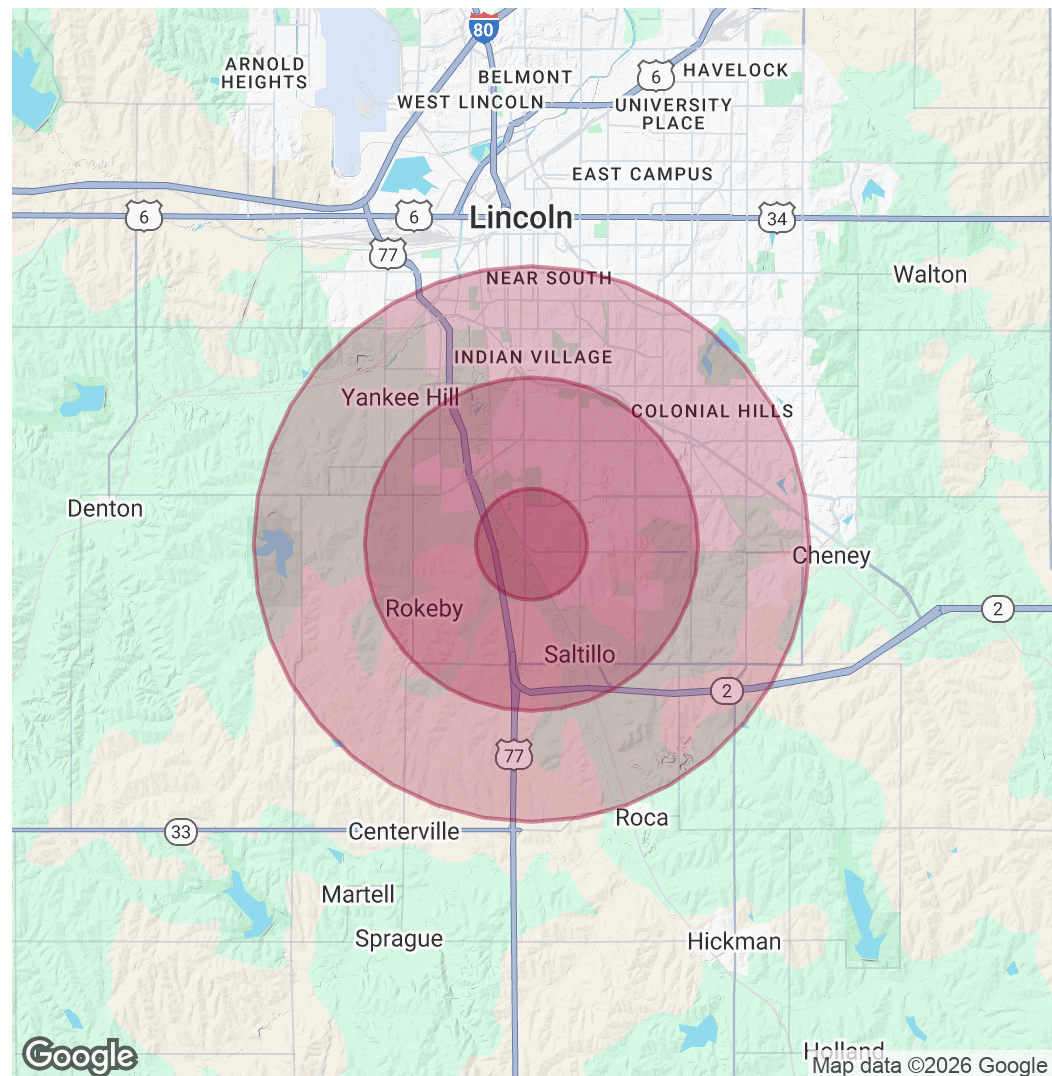 80
ARNOLD
HEIGHTS
BELMONT
6
HAVELOCK
WEST LINCOLN
UNIVERSITY
PLACE
EAST CAMPUS
6
6
Lincoln
34
77
Walton
NEAR SOUTH
INDIAN VILLAGE
Yankee Hill
COLONIAL HILLS
Denton
Cheney
Rokeby
2
Saltillo
2
77
Roca
33
Centerville
Martell
Sprague
Hickman
Holland
Google
Map data ©2026 Google